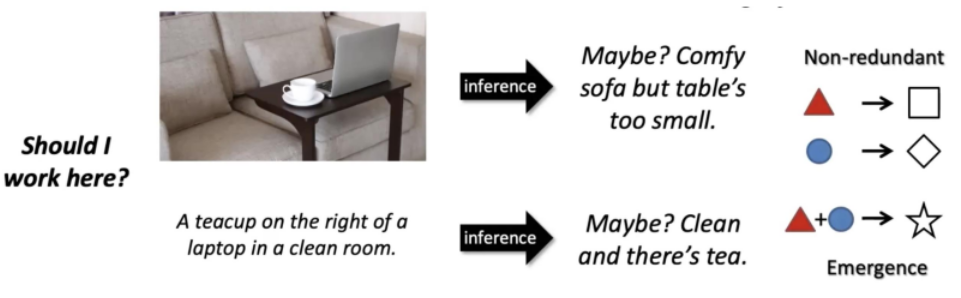 Should I
work here?
inference
Maybe? Comfy
sofa but table's
too small.
A teacup on the right of a
laptop in a clean room.
inference
Maybe? Clean
and there's tea.
Non-redundant
+
Emergence